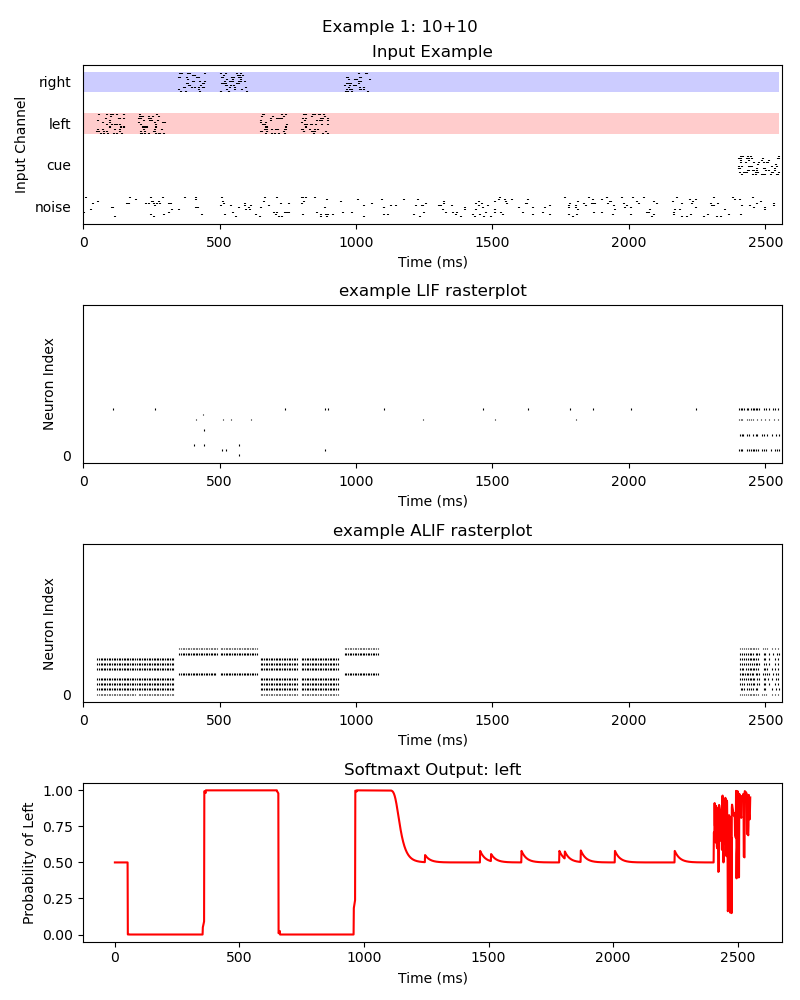 Example 1: 10+10
Input Example
Input Channel
right
left
cue
noise
0 500 1000 1500 2000 2500
Time (ms)
example LIF rasterplot
Neuron Index
0
0 500 1000 1500 2000 2500
Time (ms)
example ALIF rasterplot
Neuron Index
0
0 500 1000 1500 2000 2500
Time (ms)
Softmaxt Output: left
Probability of Left
1.00
0.75
0.50
0.25
0.00
0 500 1000 1500 2000 2500
Time (ms)